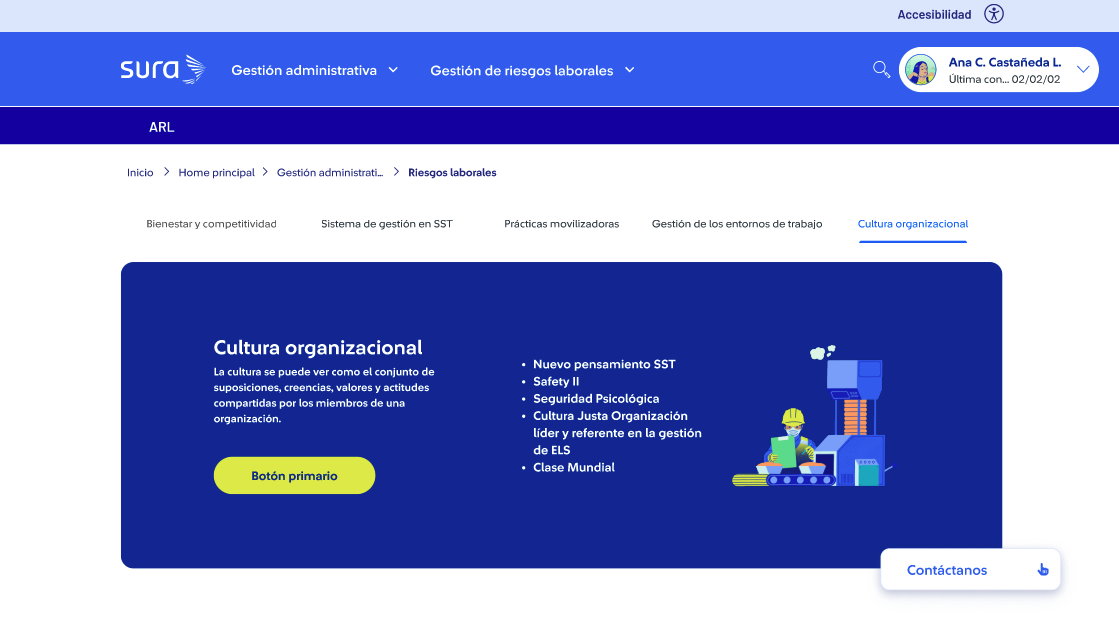 Accesibilidad
sura
Gestión administrativa
Gestión de riesgos laborales
Ana C. Castañeda L.
Última con... 02/02/02
ARL
Inicio > Home principal > Gestión administrati... > Riesgos laborales
Bienestar y competitividad
Sistema de gestión en SST
Prácticas movilizadoras
Gestión de los entornos de trabajo
Cultura organizacional
Cultura organizacional
La cultura se puede ver como el conjunto de
suposiciones, creencias, valores y actitudes
compartidas por los miembros de una
organización.
Botón primario
• Nuevo pensamiento SST
• Safety II
• Seguridad Psicológica
• Cultura Justa Organización
líder y referente en la gestión
de ELS
• Clase Mundial
Contáctanos